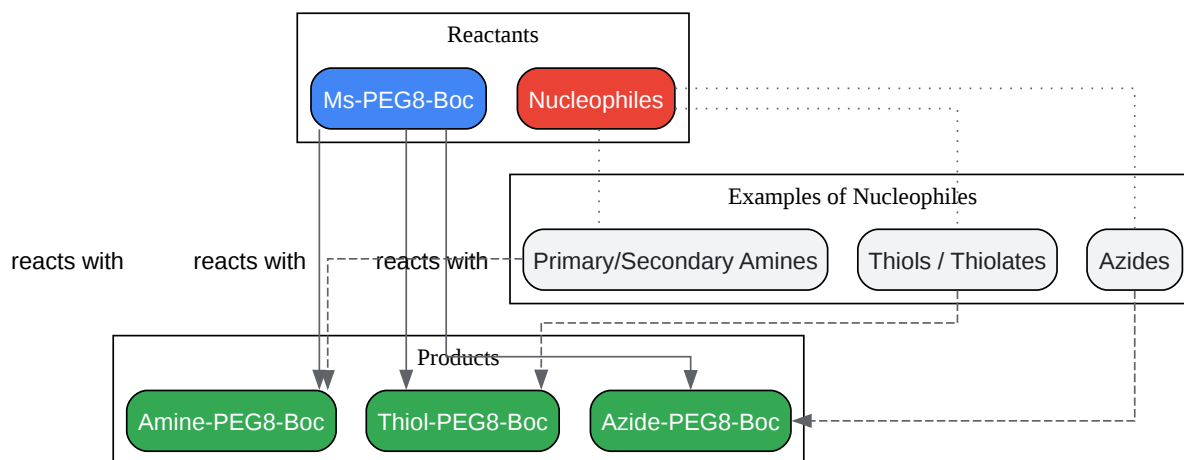 Reactants
Ms-PEG8-Boc
Nucleophiles
Examples of Nucleophiles
reacts with
reacts with
reacts with
Primary/Secondary Amines
Thiols / Thiolates
Azides
Products
Amine-PEG8-Boc
Thiol-PEG8-Boc
Azide-PEG8-Boc